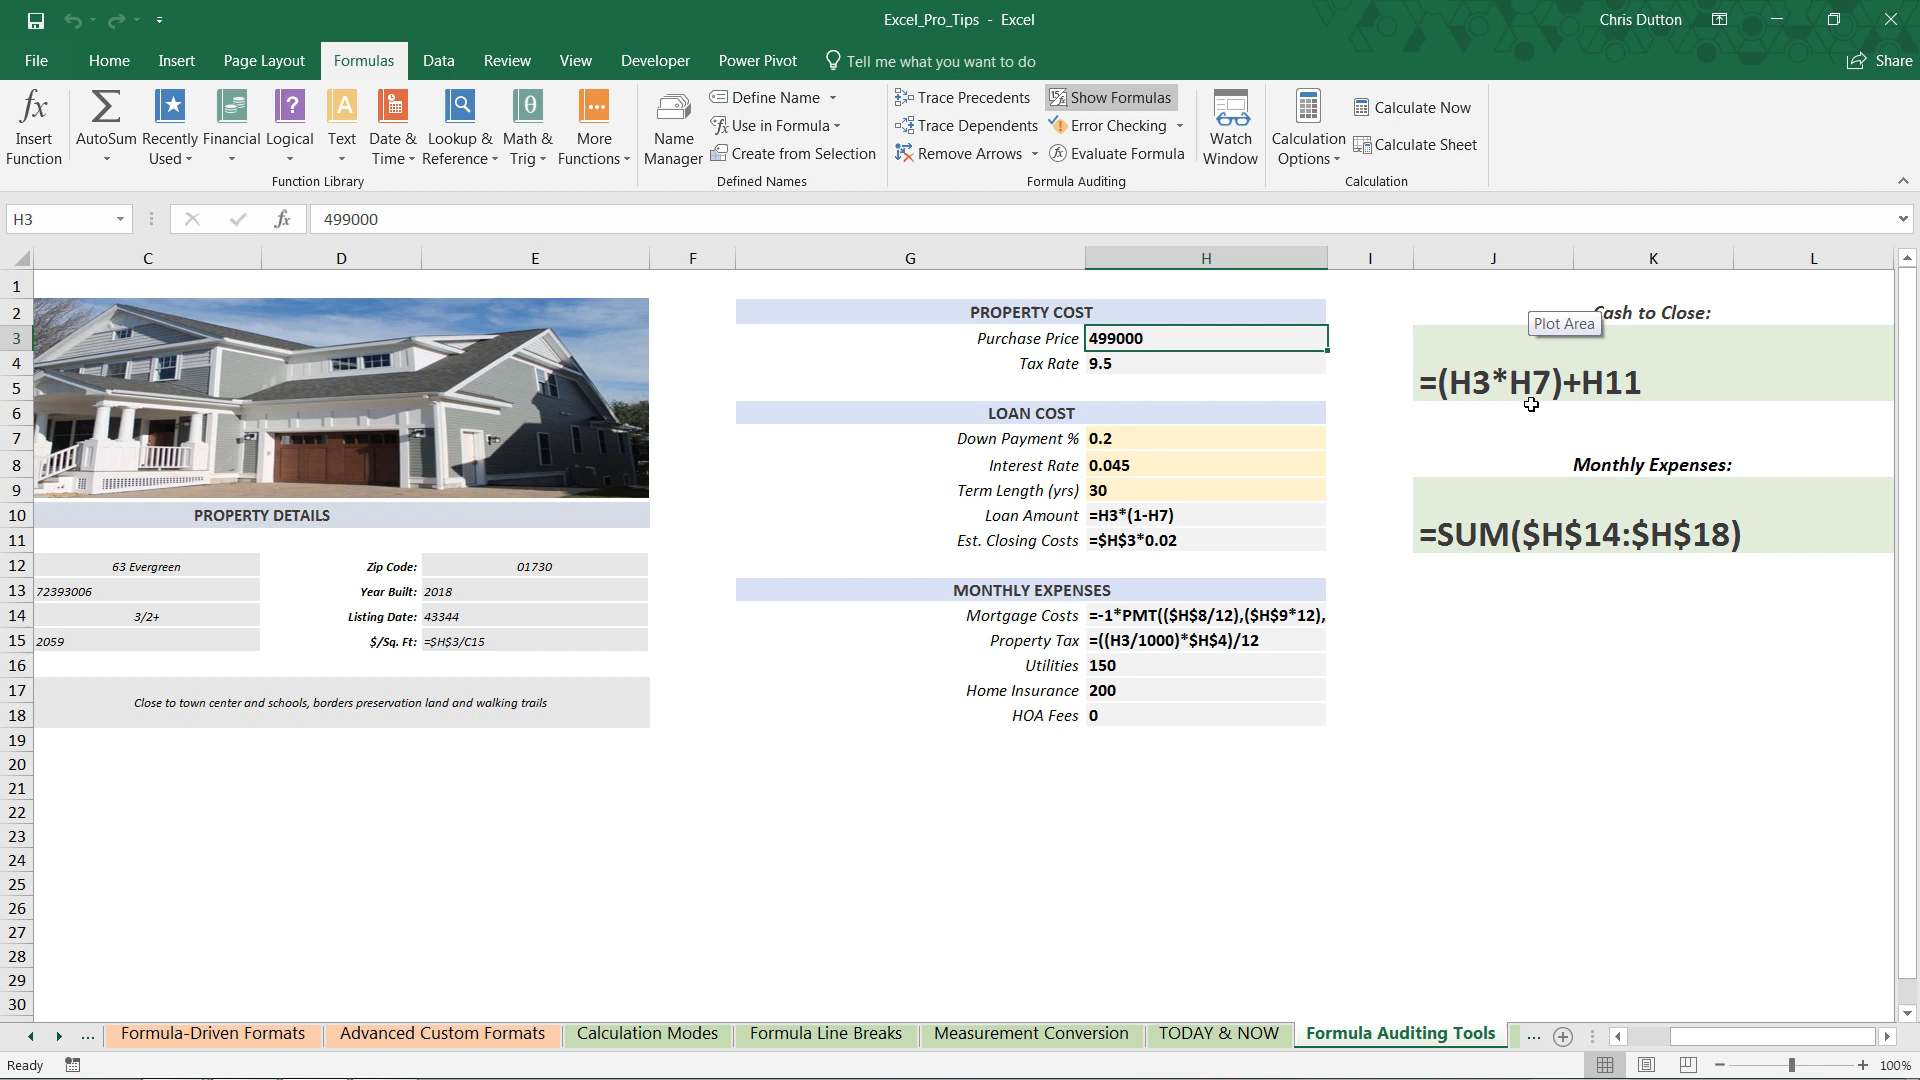 Excel_Pro_Tips - Excel
Chris Dutton
File Home Insert Page Layout Formulas Data Review View Developer Power Pivot Tell me what you want to do Share
Insert Function
AutoSum
Recently Used
Financial
Logical
Text
Date & Time
Lookup & Reference
Math & Trig
More Functions
Function Library
Name Manager
Define Name
Use in Formula
Create from Selection
Defined Names
Trace Precedents
Trace Dependents
Remove Arrows
Show Formulas
Error Checking
Evaluate Formula
Formula Auditing
Watch Window
Calculation Options
Calculate Now
Calculate Sheet
Calculation
H3 fx 499000
C D E F G H I J K L
1
2 PROPERTY COST Cash to Close:
Plot Area
3 Purchase Price 499000
4 Tax Rate 9.5 =(H3*H7)+H11
5
6 LOAN COST
7 Down Payment % 0.2
8 Interest Rate 0.045 Monthly Expenses:
9 Term Length (yrs) 30
10 PROPERTY DETAILS Loan Amount =H3*(1-H7) =SUM($H$14:$H$18)
11 Est. Closing Costs =$H$3*0.02
12 63 Evergreen Zip Code: 01730
13 72393006 Year Built: 2018 MONTHLY EXPENSES
14 3/2+ Listing Date: 43344 Mortgage Costs =-1*PMT(($H$8/12),($H$9*12),
15 2059 $/Sq. Ft: =$H$3/C15 Property Tax =((H3/1000)*$H$4)/12
16 Utilities 150
17 Close to town center and schools, borders preservation land and walking trails Home Insurance 200
18 HOA Fees 0
19
20
21
22
23
24
25
26
27
28
29
30
... Formula-Driven Formats Advanced Custom Formats Calculation Modes Formula Line Breaks Measurement Conversion TODAY & NOW Formula Auditing Tools ...
Ready 100%